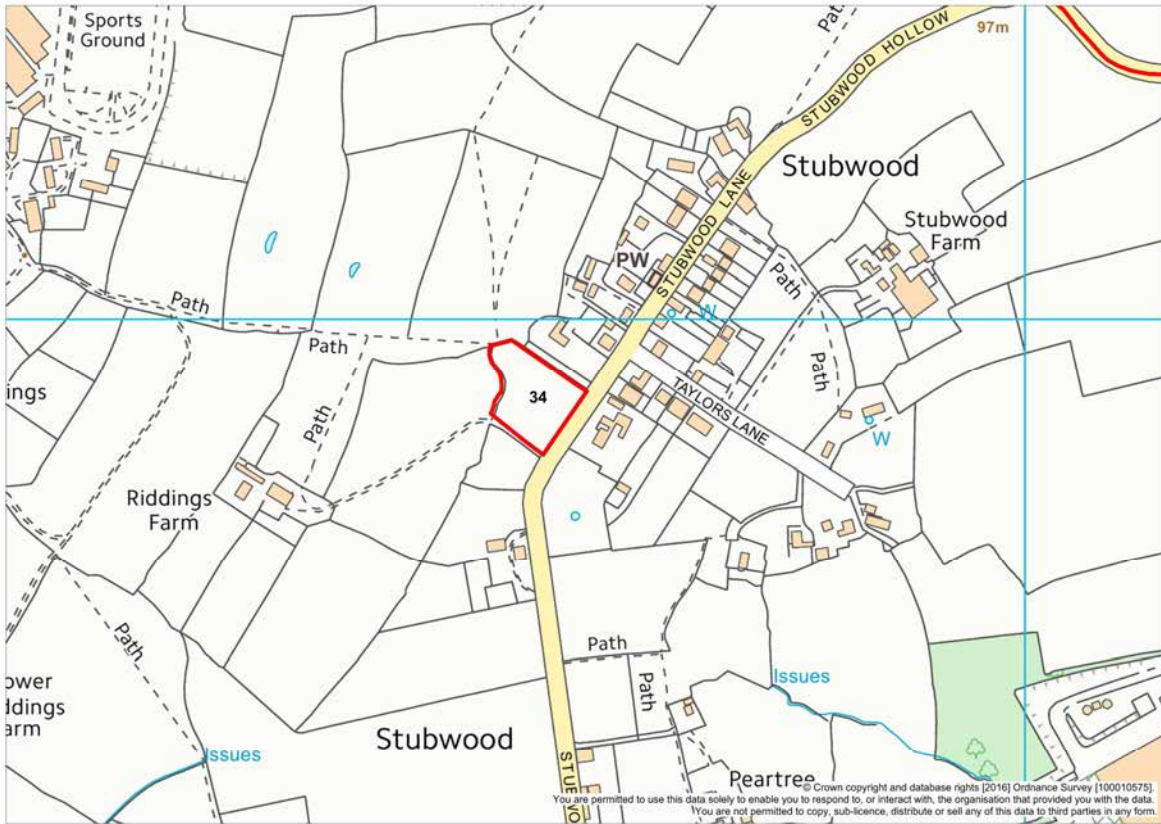 Sports
Ground
Path
STUBWOOD HOLLOW
97m
Stubwood
Stubwood
Farm
STUBWOOD LANE
PW
Path
Path
W
Path
Path
Path
34
TAYLORS LANE
W
ings
Riddings
Farm
Path
Path
Path
Issues
ower
ddings
arm
Issues
Stubwood
STUBWO
Peartree
© Crown copyright and database rights [2016] Ordnance Survey [100010575].
You are permitted to use this data solely to enable you to respond to, or interact with, the organisation that provided you with the data.
You are not permitted to copy, sub-licence, distribute or sell any of this data to third parties in any form.